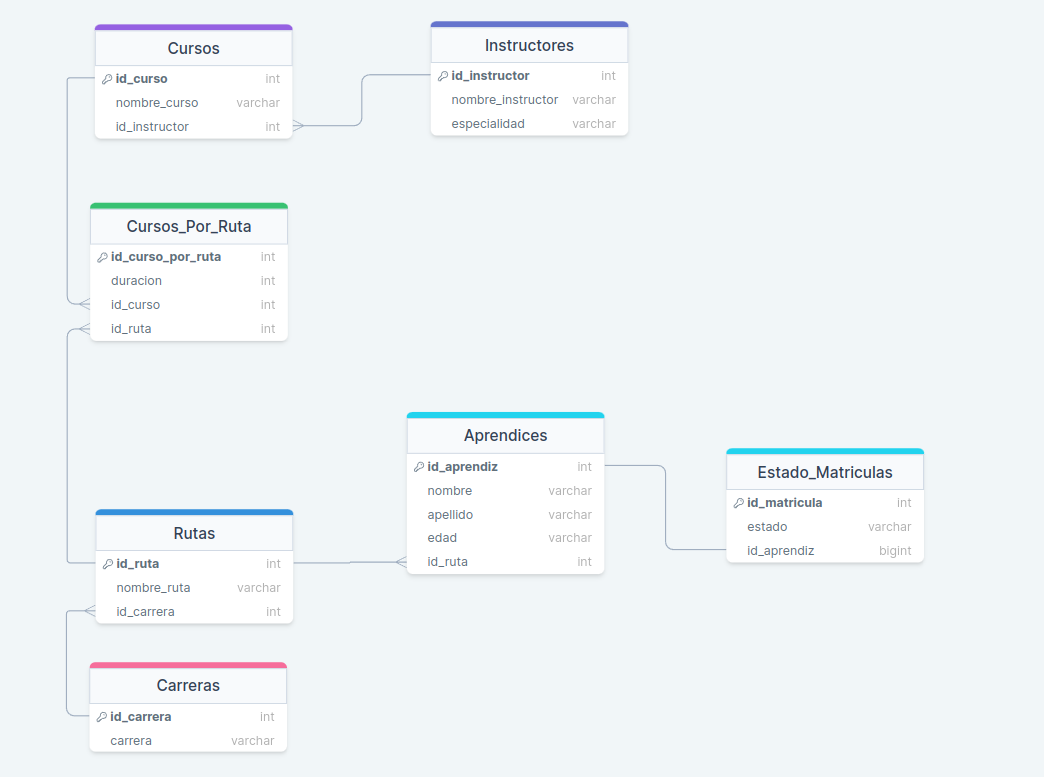 Cursos
id_curso int
nombre_curso varchar
id_instructor int
Instructores
id_instructor int
nombre_instructor varchar
especialidad varchar
Cursos_Por_Ruta
id_curso_por_ruta int
duracion int
id_curso int
id_ruta int
Aprendices
id_aprendiz int
nombre varchar
apellido varchar
edad varchar
id_ruta int
Estado_Matriculas
id_matricula int
estado varchar
id_aprendiz bigint
Rutas
id_ruta int
nombre_ruta varchar
id_carrera int
Carreras
id_carrera int
carrera varchar